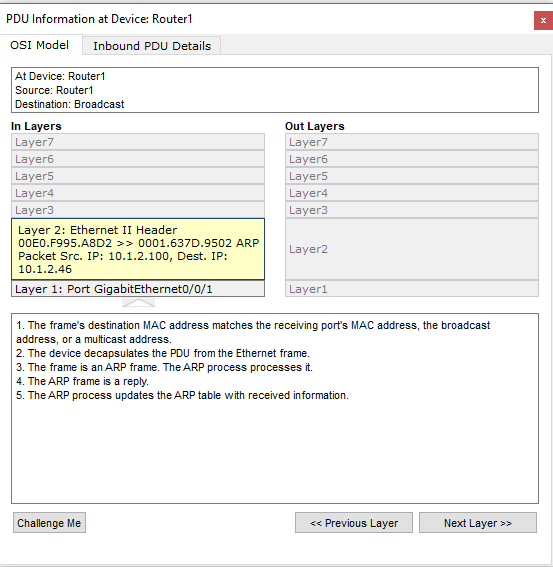 PDU Information at Device: Router1
x
OSI Model
Inbound PDU Details
At Device: Router1
Source: Router1
Destination: Broadcast
In Layers
Layer7
Layer6
Layer5
Layer4
Layer3
Layer 2: Ethernet II Header
00E0.F995.A8D2 >> 0001.637D.9502 ARP
Packet Src. IP: 10.1.2.100, Dest. IP:
10.1.2.46
Layer 1: Port GigabitEthernet0/0/1
Out Layers
Layer7
Layer6
Layer5
Layer4
Layer3
Layer2
Layer1
1. The frame's destination MAC address matches the receiving port's MAC address, the broadcast
address, or a multicast address.
2. The device decapsulates the PDU from the Ethernet frame.
3. The frame is an ARP frame. The ARP process processes it.
4. The ARP frame is a reply.
5. The ARP process updates the ARP table with received information.
Challenge Me
<< Previous Layer
Next Layer >>